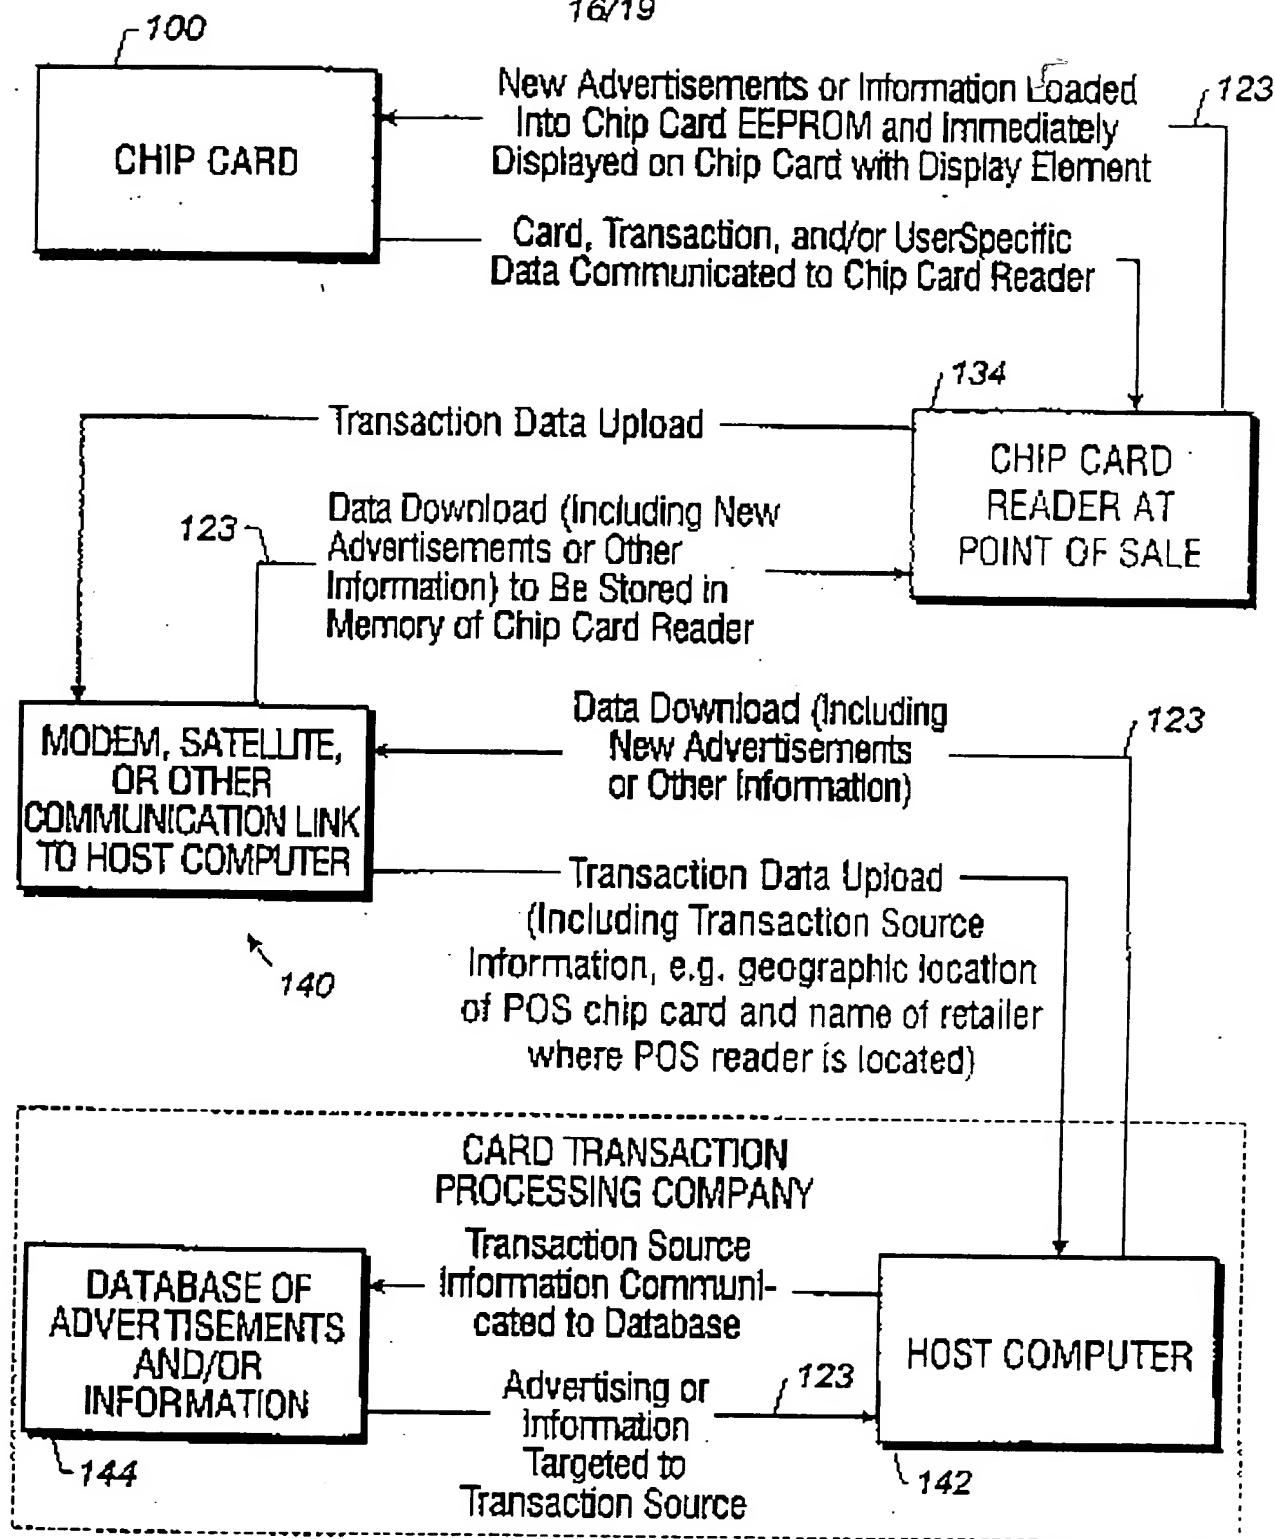 16/19
100
CHIP CARD
New Advertisements or Information Loaded
Into Chip Card EEPROM and Immediately
Displayed on Chip Card with Display Element
123
Card, Transaction, and/or UserSpecific
Data Communicated to Chip Card Reader
134
CHIP CARD
READER AT
POINT OF SALE
Transaction Data Upload
123
Data Download (Including New
Advertisements or Other
Information) to Be Stored in
Memory of Chip Card Reader
MODEM, SATELLITE,
OR OTHER
COMMUNICATION LINK
TO HOST COMPUTER
140
Data Download (Including
New Advertisements
or Other Information)
123
Transaction Data Upload
(Including Transaction Source
Information, e.g. geographic location
of POS chip card and name of retailer
where POS reader is located)
CARD TRANSACTION
PROCESSING COMPANY
DATABASE OF
ADVERTISEMENTS
AND/OR
INFORMATION
144
Transaction Source
Information Communi-
cated to Database
Advertising or
Information
Targeted to
Transaction Source
123
HOST COMPUTER
142